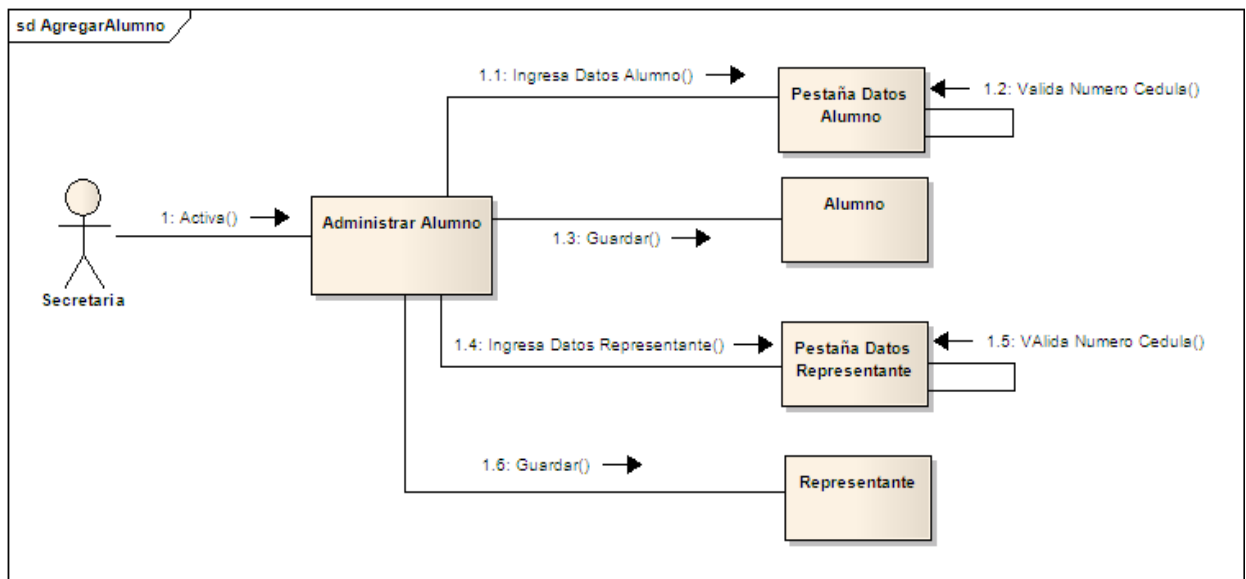 sd AgregarAlumno
1.1: Ingresa Datos Alumno()
Pestaña Datos
Alumno
1.2: Valida Numero Cedula()
1: Activa()
Secretaria
Administrar Alumno
Alumno
1.3: Guardar()
1.4: Ingresa Datos Representante()
Pestaña Datos
Representante
1.5: VAlida Numero Cedula()
1.6: Guardar()
Representante